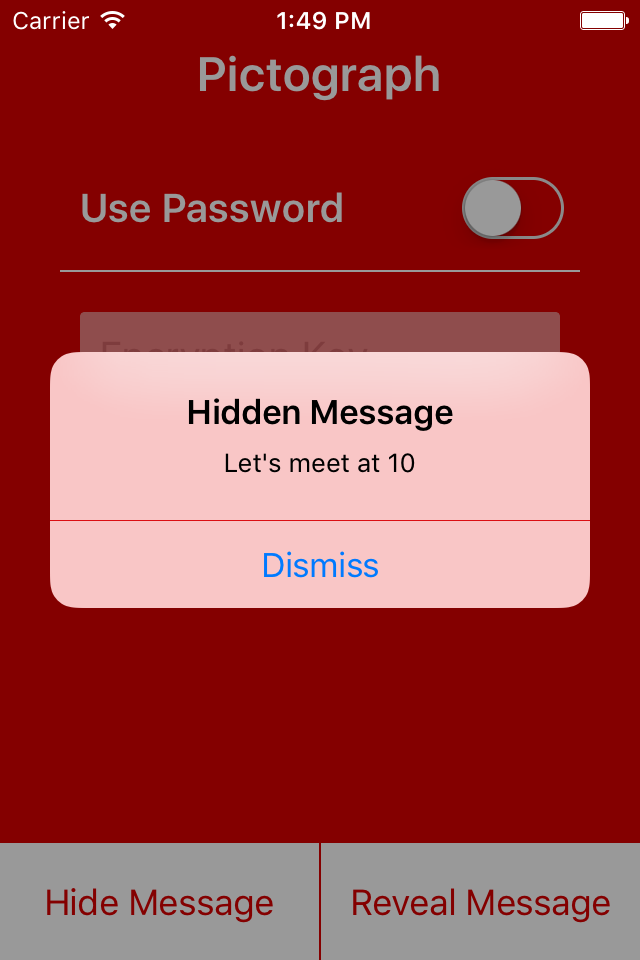 Carrier 1:49 PM
Pictograph
Use Password
Encryption Key
Hidden Message
Let's meet at 10
Dismiss
Hide Message
Reveal Message